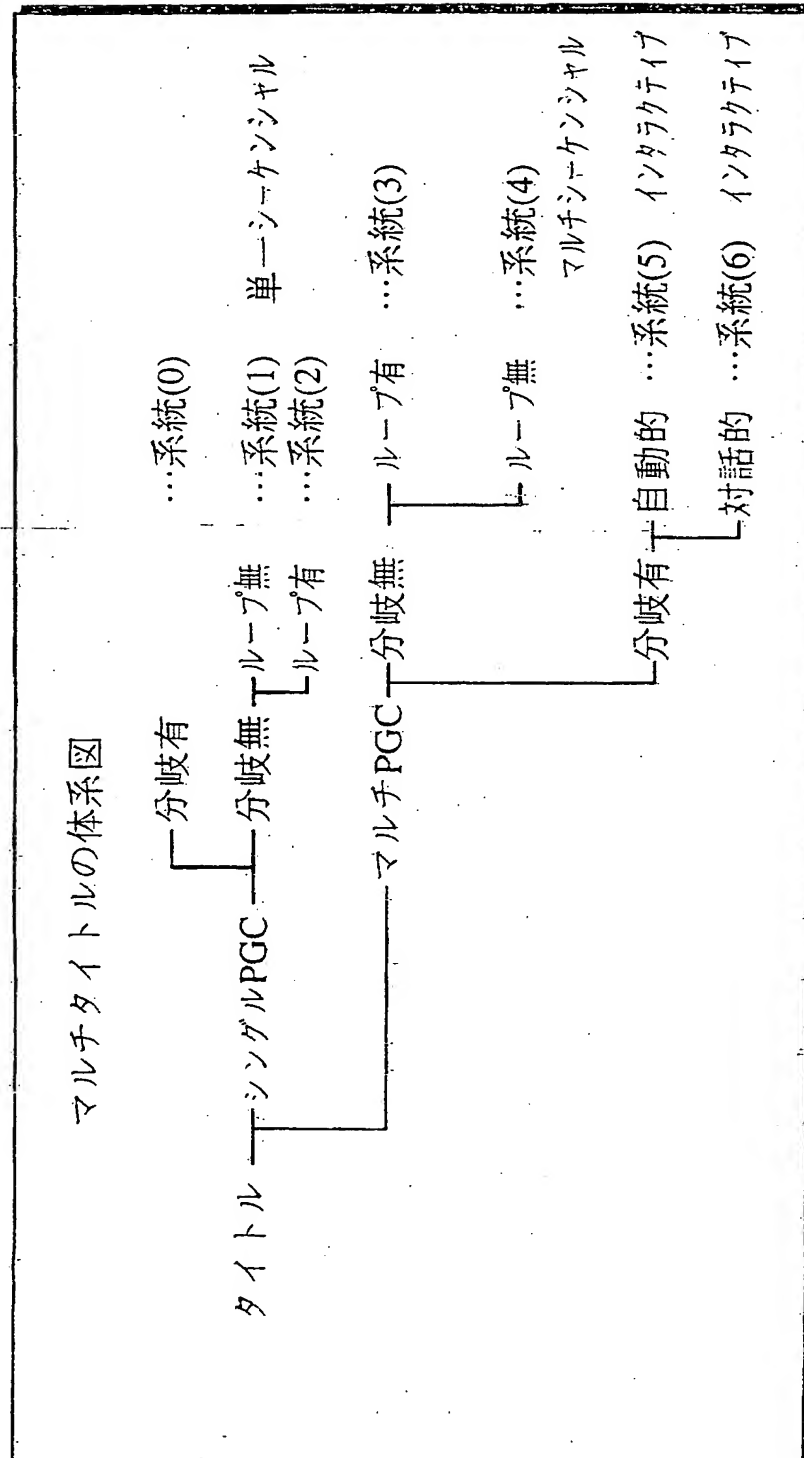 マルチタイトルの体系図
分岐有 …系統(0)
タイトル シングルPGC 分岐無 ループ無 …系統(1) 単一シーケンシャル
ループ有 …系統(2)
マルチPGC 分岐無 ループ有 …系統(3)
ループ無 …系統(4)
マルチシーケンシャル
分岐有 自動的 …系統(5) インタラクティブ
対話的 …系統(6) インタラクティブ